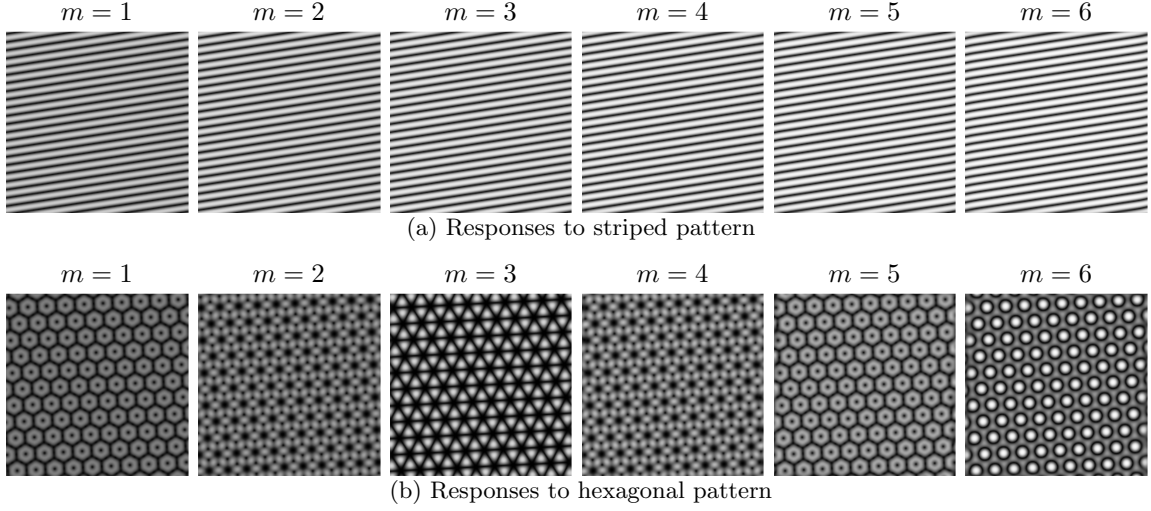 m = 1 m = 2 m = 3 m = 4 m = 5 m = 6
(a) Responses to striped pattern
m = 1 m = 2 m = 3 m = 4 m = 5 m = 6
(b) Responses to hexagonal pattern